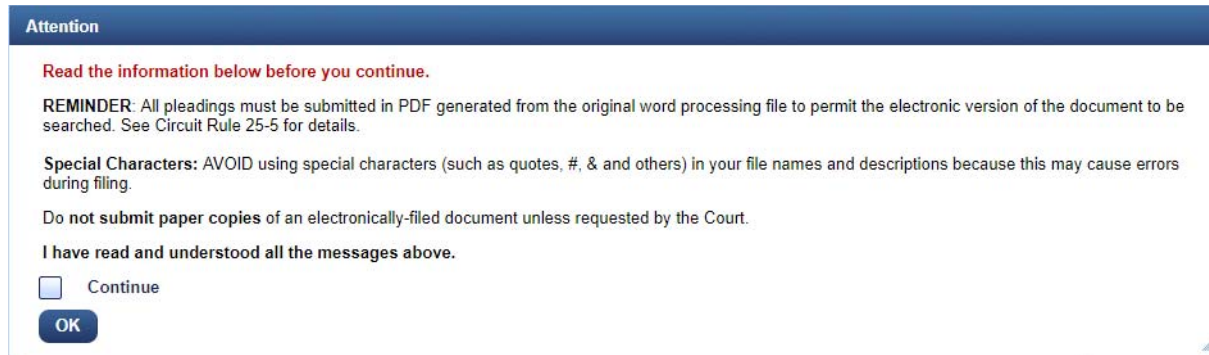 Attention
Read the information below before you continue.
REMINDER: All pleadings must be submitted in PDF generated from the original word processing file to permit the electronic version of the document to be
searched. See Circuit Rule 25-5 for details.
Special Characters: AVOID using special characters (such as quotes, #, & and others) in your file names and descriptions because this may cause errors
during filing.
Do not submit paper copies of an electronically-filed document unless requested by the Court.
I have read and understood all the messages above.
Continue
OK